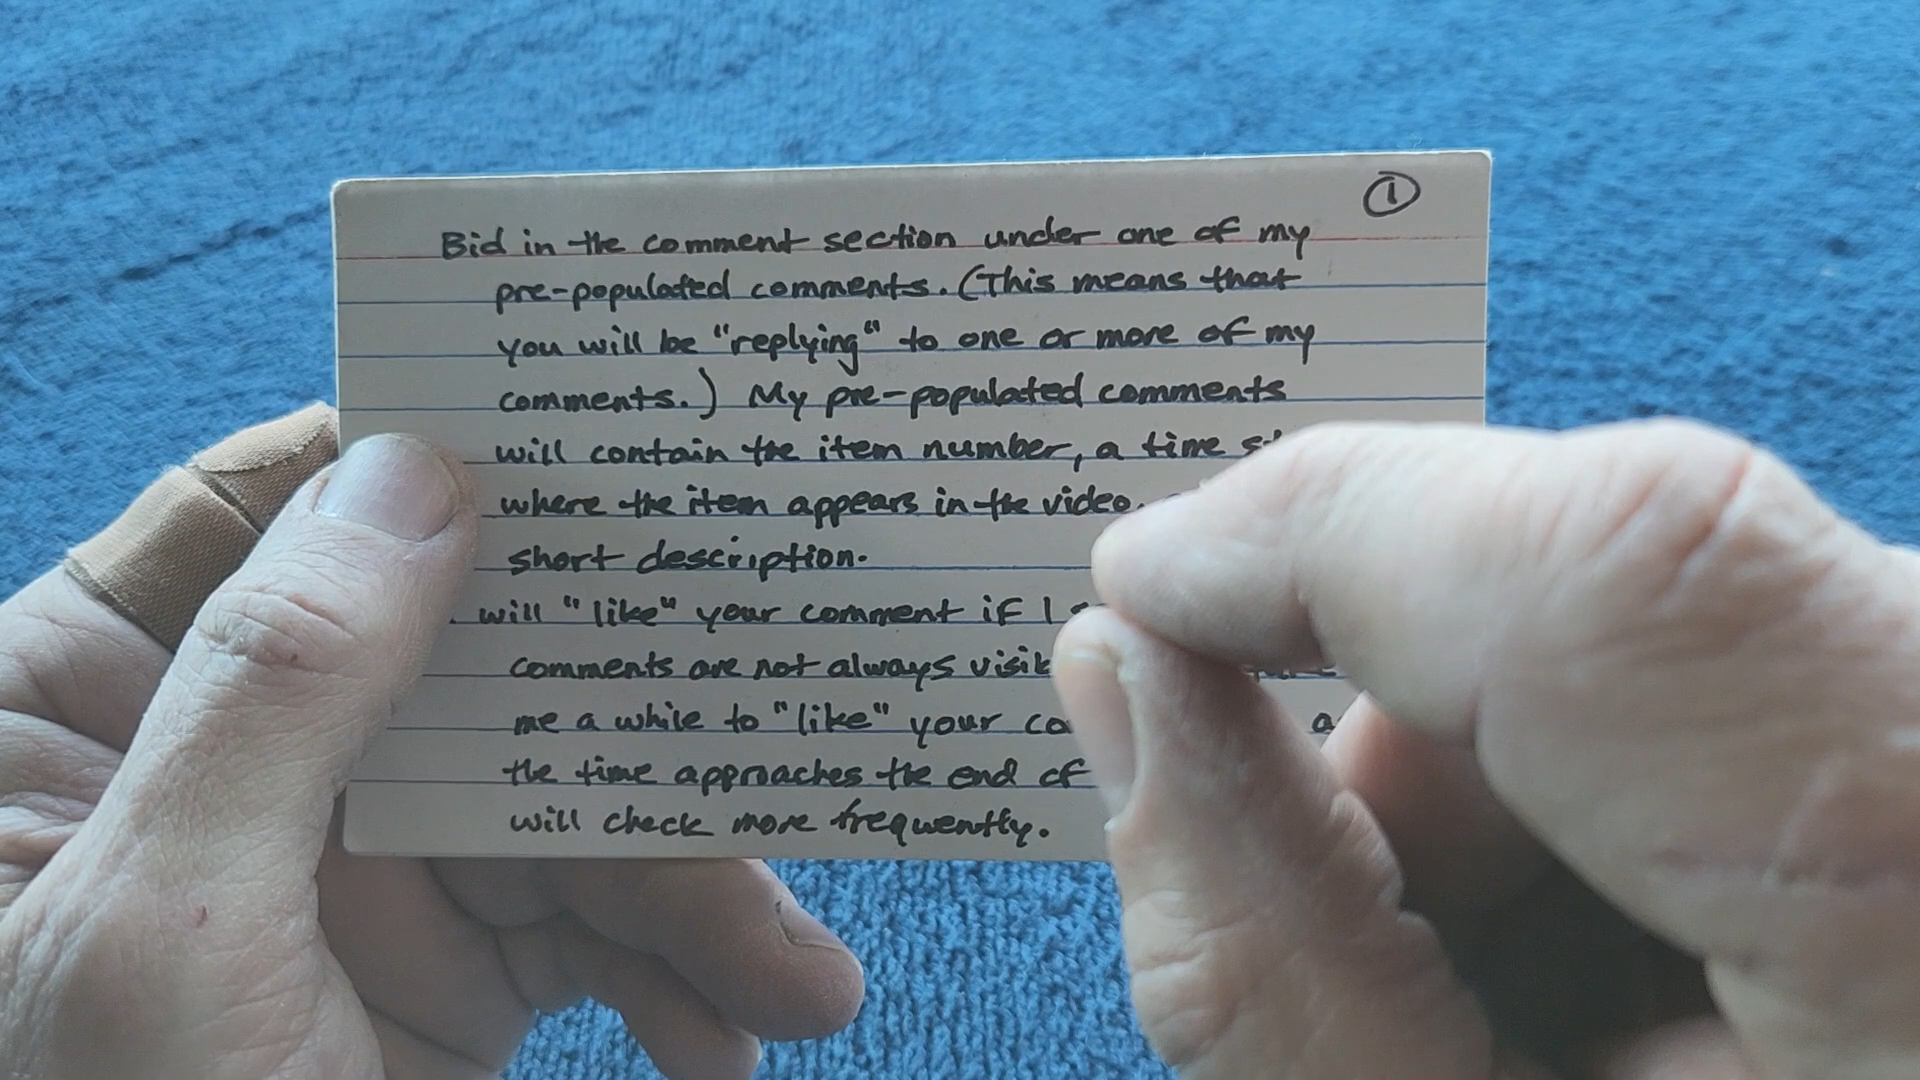 1
Bid in the comment section under one of my
pre-populated comments. (This means that
you will be "replying" to one or more of my
comments.) My pre-populated comments
will contain the item number, a time
where the item appears in the video
short description.
will "like" your comment if I
comments are not always
me a while to "like" your
the time approaches the end of
will check more frequently.